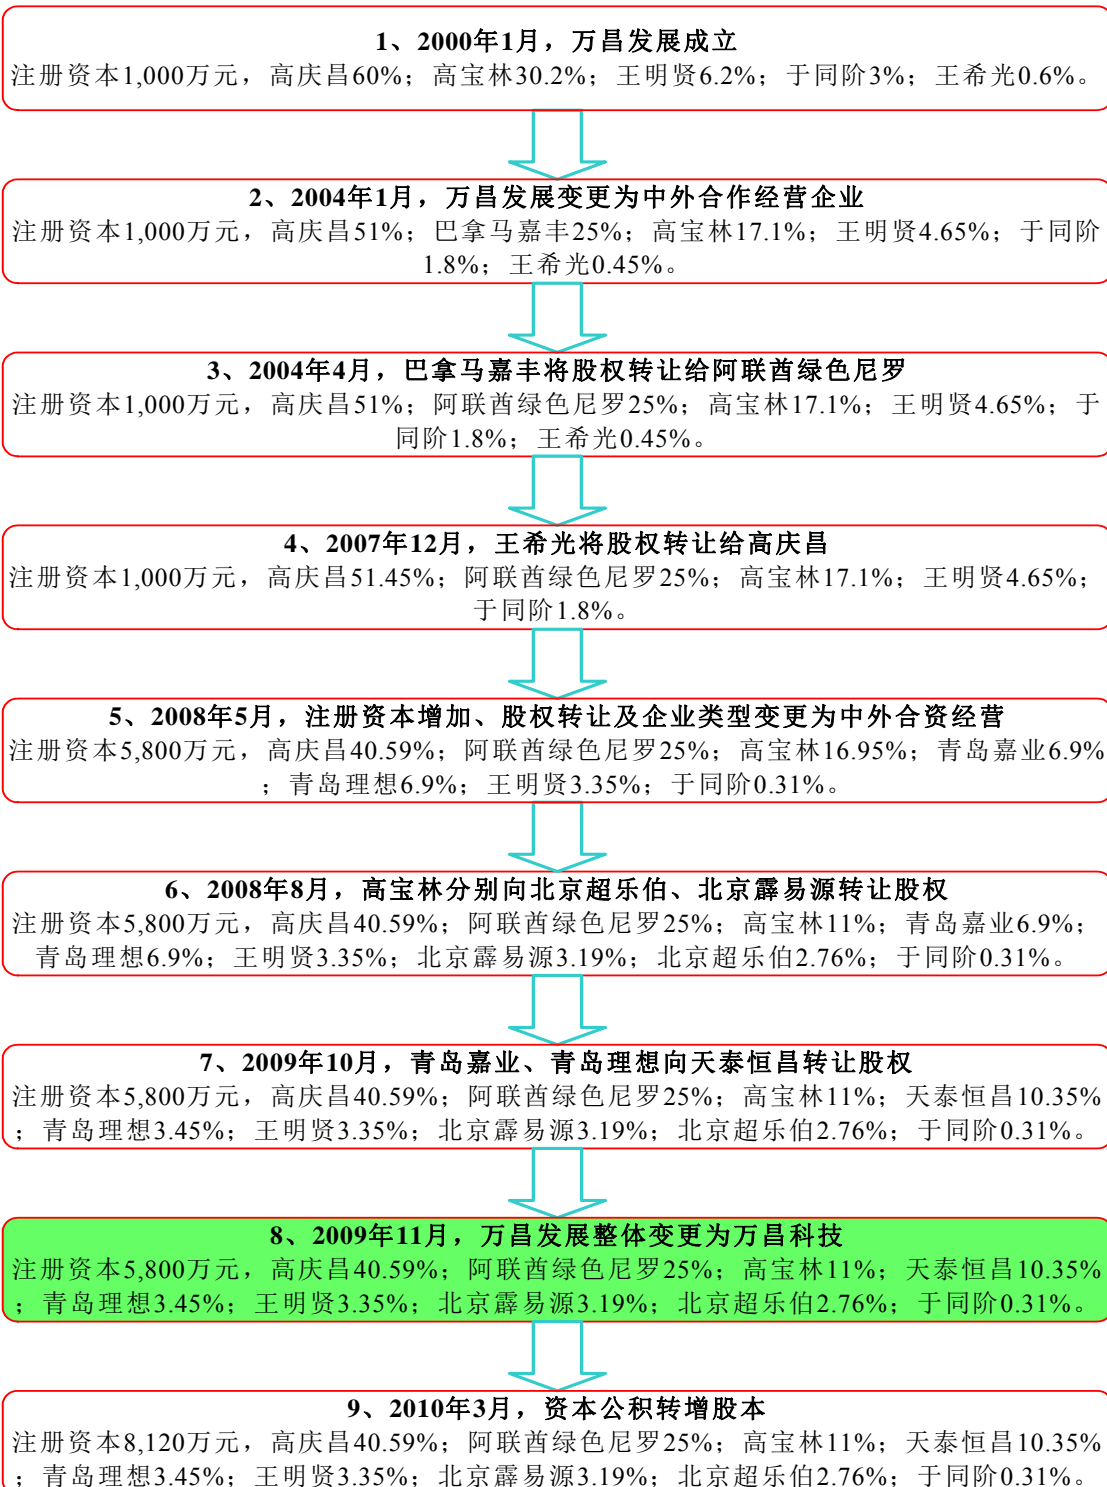 1、2000年1月，万昌发展成立
注册资本1,000万元，高庆昌60%；高宝林30.2%；王明贤6.2%；于同阶3%；王希光0.6%。
2、2004年1月，万昌发展变更为中外合作经营企业
注册资本1,000万元，高庆昌51%；巴拿马嘉丰25%；高宝林17.1%；王明贤4.65%；于同阶
1.8%；王希光0.45%。
3、2004年4月，巴拿马嘉丰将股权转让给阿联酋绿色尼罗
注册资本1,000万元，高庆昌51%；阿联酋绿色尼罗25%；高宝林17.1%；王明贤4.65%；于
同阶1.8%；王希光0.45%。
4、2007年12月，王希光将股权转让给高庆昌
注册资本1,000万元，高庆昌51.45%；阿联酋绿色尼罗25%；高宝林17.1%；王明贤4.65%；
于同阶1.8%。
5、2008年5月，注册资本增加、股权转让及企业类型变更为中外合资经营
注册资本5,800万元，高庆昌40.59%；阿联酋绿色尼罗25%；高宝林16.95%；青岛嘉业6.9%
；青岛理想6.9%；王明贤3.35%；于同阶0.31%。
6、2008年8月，高宝林分别向北京超乐伯、北京霹易源转让股权
注册资本5,800万元，高庆昌40.59%；阿联酋绿色尼罗25%；高宝林11%；青岛嘉业6.9%；
青岛理想6.9%；王明贤3.35%；北京霹易源3.19%；北京超乐伯2.76%；于同阶0.31%。
7、2009年10月，青岛嘉业、青岛理想向天泰恒昌转让股权
注册资本5,800万元，高庆昌40.59%；阿联酋绿色尼罗25%；高宝林11%；天泰恒昌10.35%
；青岛理想3.45%；王明贤3.35%；北京霹易源3.19%；北京超乐伯2.76%；于同阶0.31%。
8、2009年11月，万昌发展整体变更为万昌科技
注册资本5,800万元，高庆昌40.59%；阿联酋绿色尼罗25%；高宝林11%；天泰恒昌10.35%
；青岛理想3.45%；王明贤3.35%；北京霹易源3.19%；北京超乐伯2.76%；于同阶0.31%。
9、2010年3月，资本公积转增股本
注册资本8,120万元，高庆昌40.59%；阿联酋绿色尼罗25%；高宝林11%；天泰恒昌10.35%
；青岛理想3.45%；王明贤3.35%；北京霹易源3.19%；北京超乐伯2.76%；于同阶0.31%。